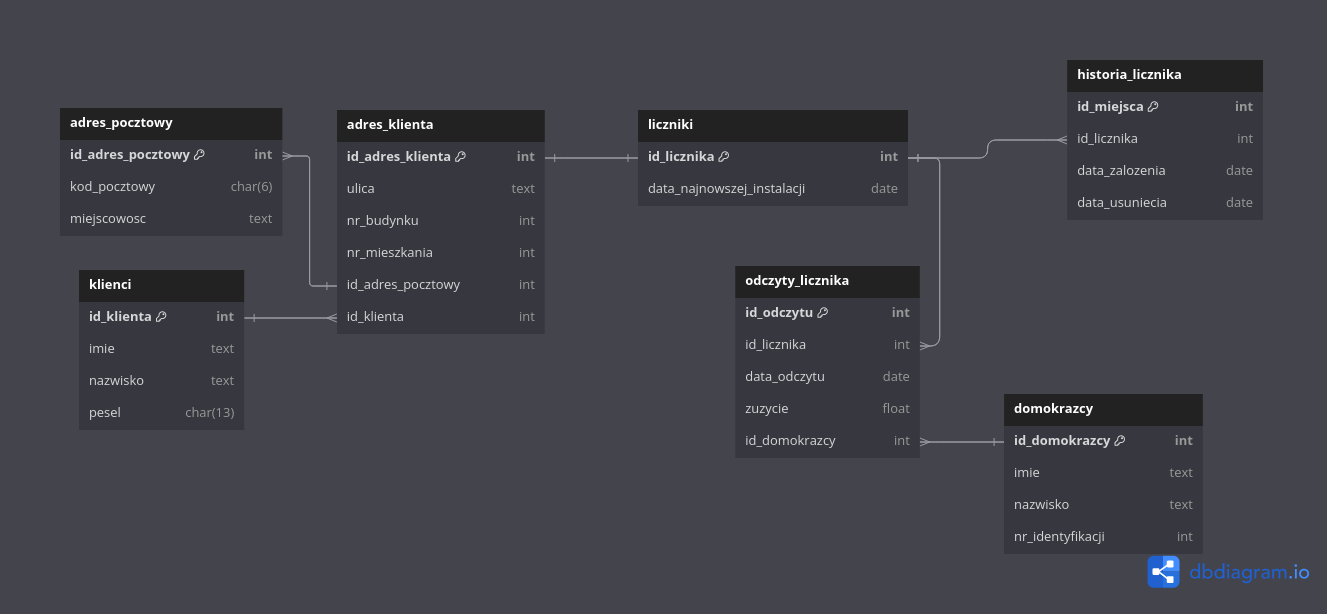 adres_pocztowy
id_adres_pocztowy int
kod_pocztowy char(6)
miejscowosc text
klienci
id_klienta int
imie text
nazwisko text
pesel char(13)
adres_klienta
id_adres_klienta int
ulica text
nr_budynku int
nr_mieszkania int
id_adres_pocztowy int
id_klienta int
liczniki
id_licznika int
data_najnowszej_instalacji date
odczyty_licznika
id_odczytu int
id_licznika int
data_odczytu date
zuzycie float
id_domokrazcy int
historia_licznika
id_miejsca int
id_licznika int
data_zalozenia date
data_usuniecia date
domokrazcy
id_domokrazcy int
imie text
nazwisko text
nr_identyfikacji int
dbdiagram.io